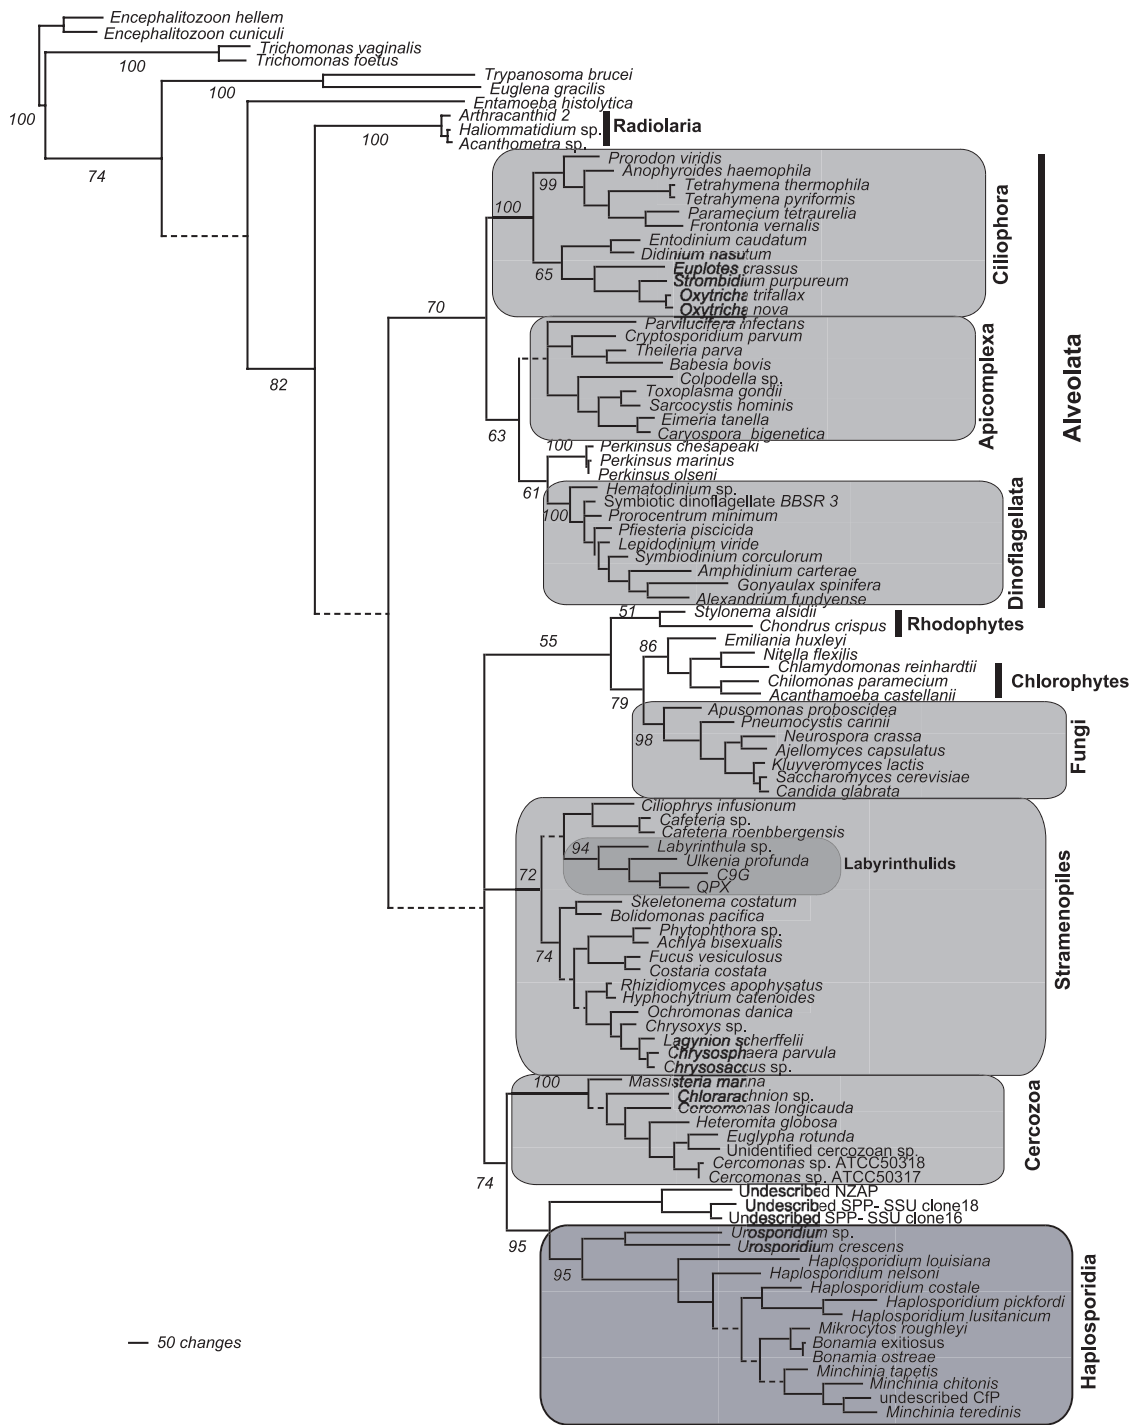 Encephalitozoon hellem
Encephalitozoon cuniculi
Trichomonas vaginalis
Trichomonas foetus
100
Trypanosoma brucei
100
Euglena gracilis
Entamoeba histolytica
100
Arthracanthid 2
Haliommatidium sp.
Radiolaria
100
Acanthometra sp.
74
Prorodon viridis
Anophyroides haemophila
99
Tetrahymena thermophila
Tetrahymena pyriformis
100
Paramecium tetraurelia
Frontonia vernalis
Entodinium caudatum
Didinium nasutum
65
Euplotes crassus
Strombidium purpureum
Oxytricha trifallax
Oxytricha nova
Ciliophora
70
Parvilucifera infectans
Cryptosporidium parvum
Theileria parva
Babesia bovis
Colpodella sp.
82
Toxoplasma gondii
Sarcocystis hominis
Eimeria tanella
Caryospora bigenetica
Apicomplexa
Alveolata
63
100
Perkinsus chesapeaki
Perkinsus marinus
Perkinsus olseni
61
Hematodinium sp.
Symbiotic dinoflagellate BBSR 3
100
Prorocentrum minimum
Pfiesteria piscicida
Lepidodinium viride
Symbiodinium corculorum
Amphidinium carterae
Gonyaulax spinifera
Alexandrium fundyense
Dinoflagellata
51
Stylonema alsidii
Chondrus crispus
Rhodophytes
55
86
Emiliania huxleyi
Nitella flexilis
Chlamydomonas reinhardtii
Chilomonas paramecium
Chlorophytes
Acanthamoeba castellanii
79
Apusomonas proboscidea
Pneumocystis carinii
98
Neurospora crassa
Ajellomyces capsulatus
Kluyveromyces lactis
Saccharomyces cerevisiae
Candida glabrata
Fungi
Ciliophrys infusionum
Cafeteria sp.
Cafeteria roenbbergensis
94
Labyrinthula sp.
Ulkenia profunda
Labyrinthulids
72
C9G
QPX
Skeletonema costatum
Bolidomonas pacifica
Phytophthora sp.
Achlya bisexualis
74
Fucus vesiculosus
Costaria costata
Rhizidiomyces apophysatus
Hyphochytrium catenoides
Ochromonas danica
Chrysoxys sp.
Lagynion scherffelii
Chrysosphaera parvula
Chrysosaccus sp.
Stramenopiles
100
Massisteria marina
Chlorarachnion sp.
Cercomonas longicauda
Heteromita globosa
Euglypha rotunda
Unidentified cercozoan sp.
Cercomonas sp. ATCC50318
Cercomonas sp. ATCC50317
Cercozoa
74
Undescribed NZAP
Undescribed SPP- SSU clone18
Undescribed SPP- SSU clone16
95
Urosporidium sp.
Urosporidium crescens
95
Haplosporidium louisiana
Haplosporidium nelsoni
Haplosporidium costale
Haplosporidium pickfordi
Haplosporidium lusitanicum
Mikrocytos roughleyi
Bonamia exitiosus
Bonamia ostreae
Minchinia tapetis
Minchinia chitonis
undescribed CfP
Minchinia teredinis
Haplosporidia
50 changes